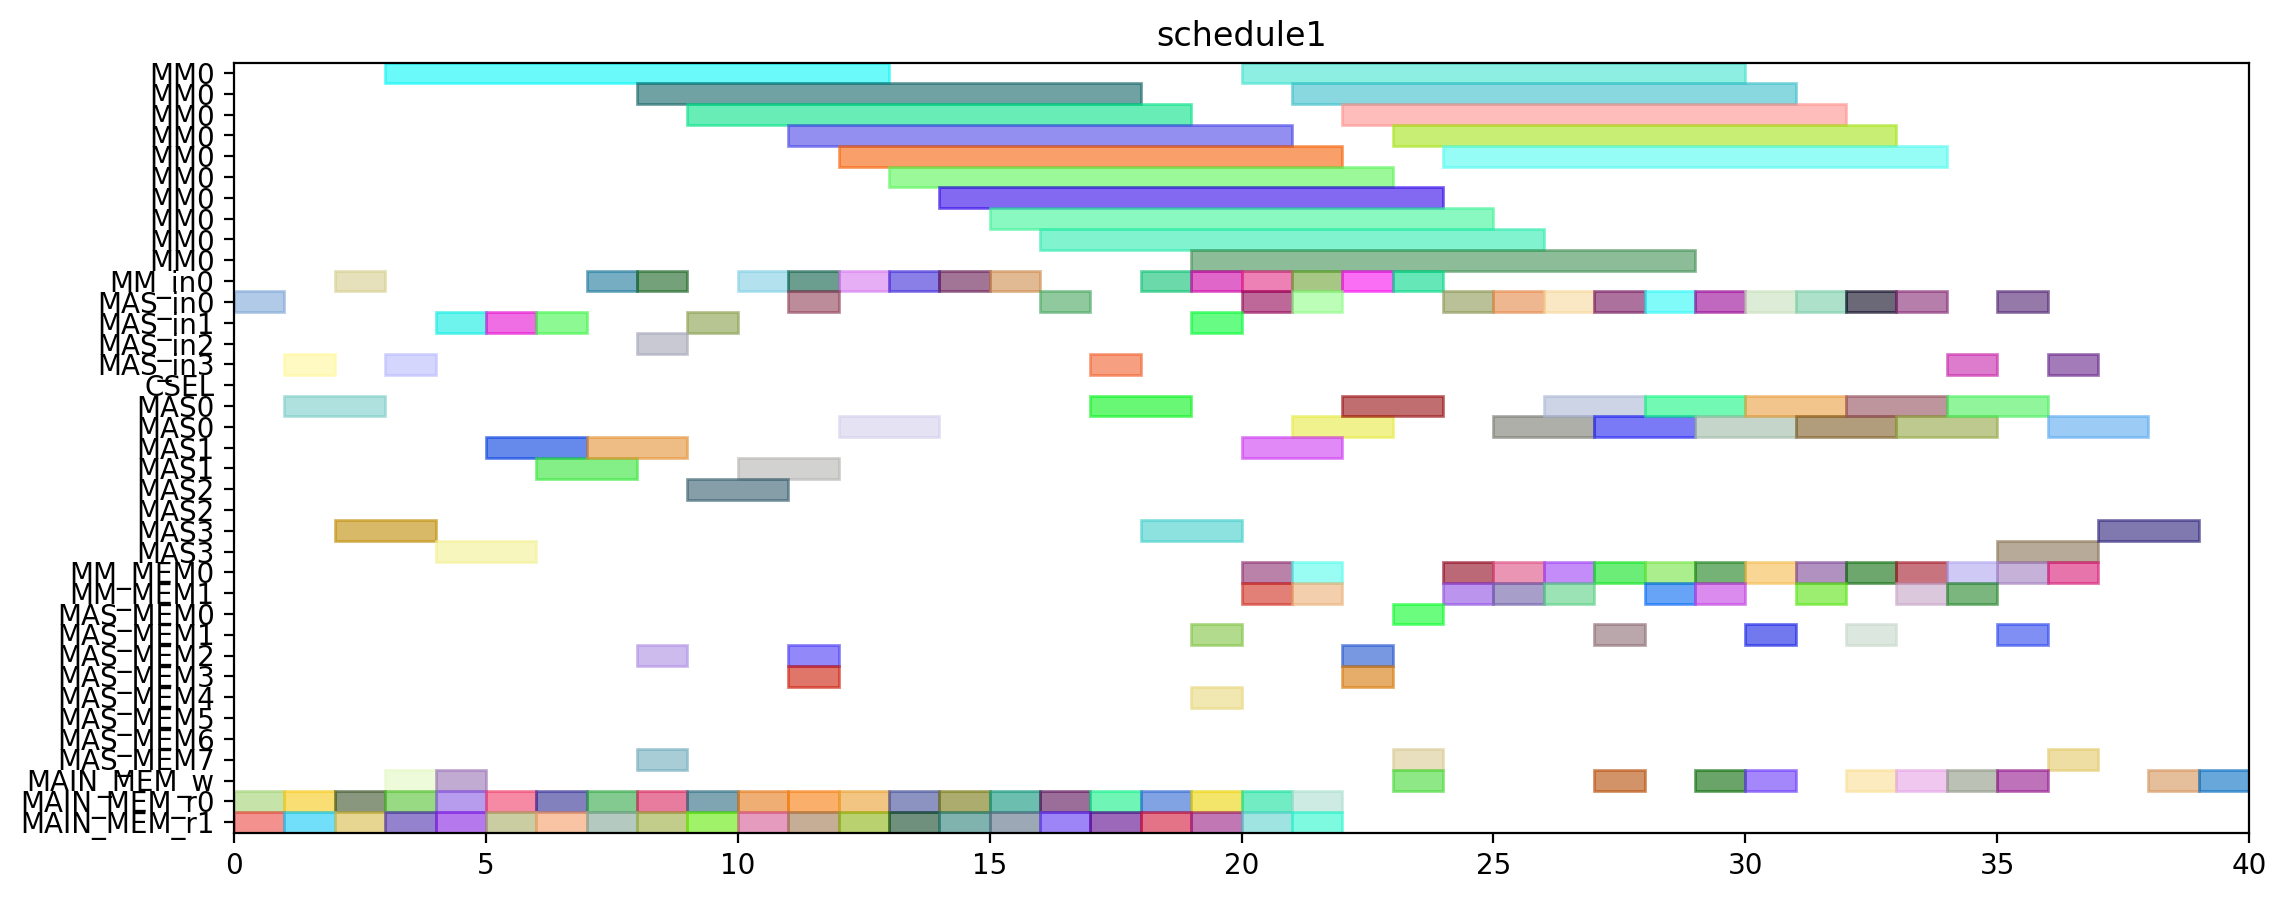 schedule1
MM0
MM0
MM0
MM0
MM0
MM0
MM0
MM0
MM0
MM0
MM_in0
MAS_in0
MAS_in1
MAS_in2
MAS_in3
CSEL
MAS0
MAS0
MAS1
MAS1
MAS2
MAS2
MAS3
MAS3
MM_MEM0
MM_MEM1
MAS_MEM0
MAS_MEM1
MAS_MEM2
MAS_MEM3
MAS_MEM4
MAS_MEM5
MAS_MEM6
MAS_MEM7
MAIN_MEM_w
MAIN_MEM_r0
MAIN_MEM_r1
0 5 10 15 20 25 30 35 40